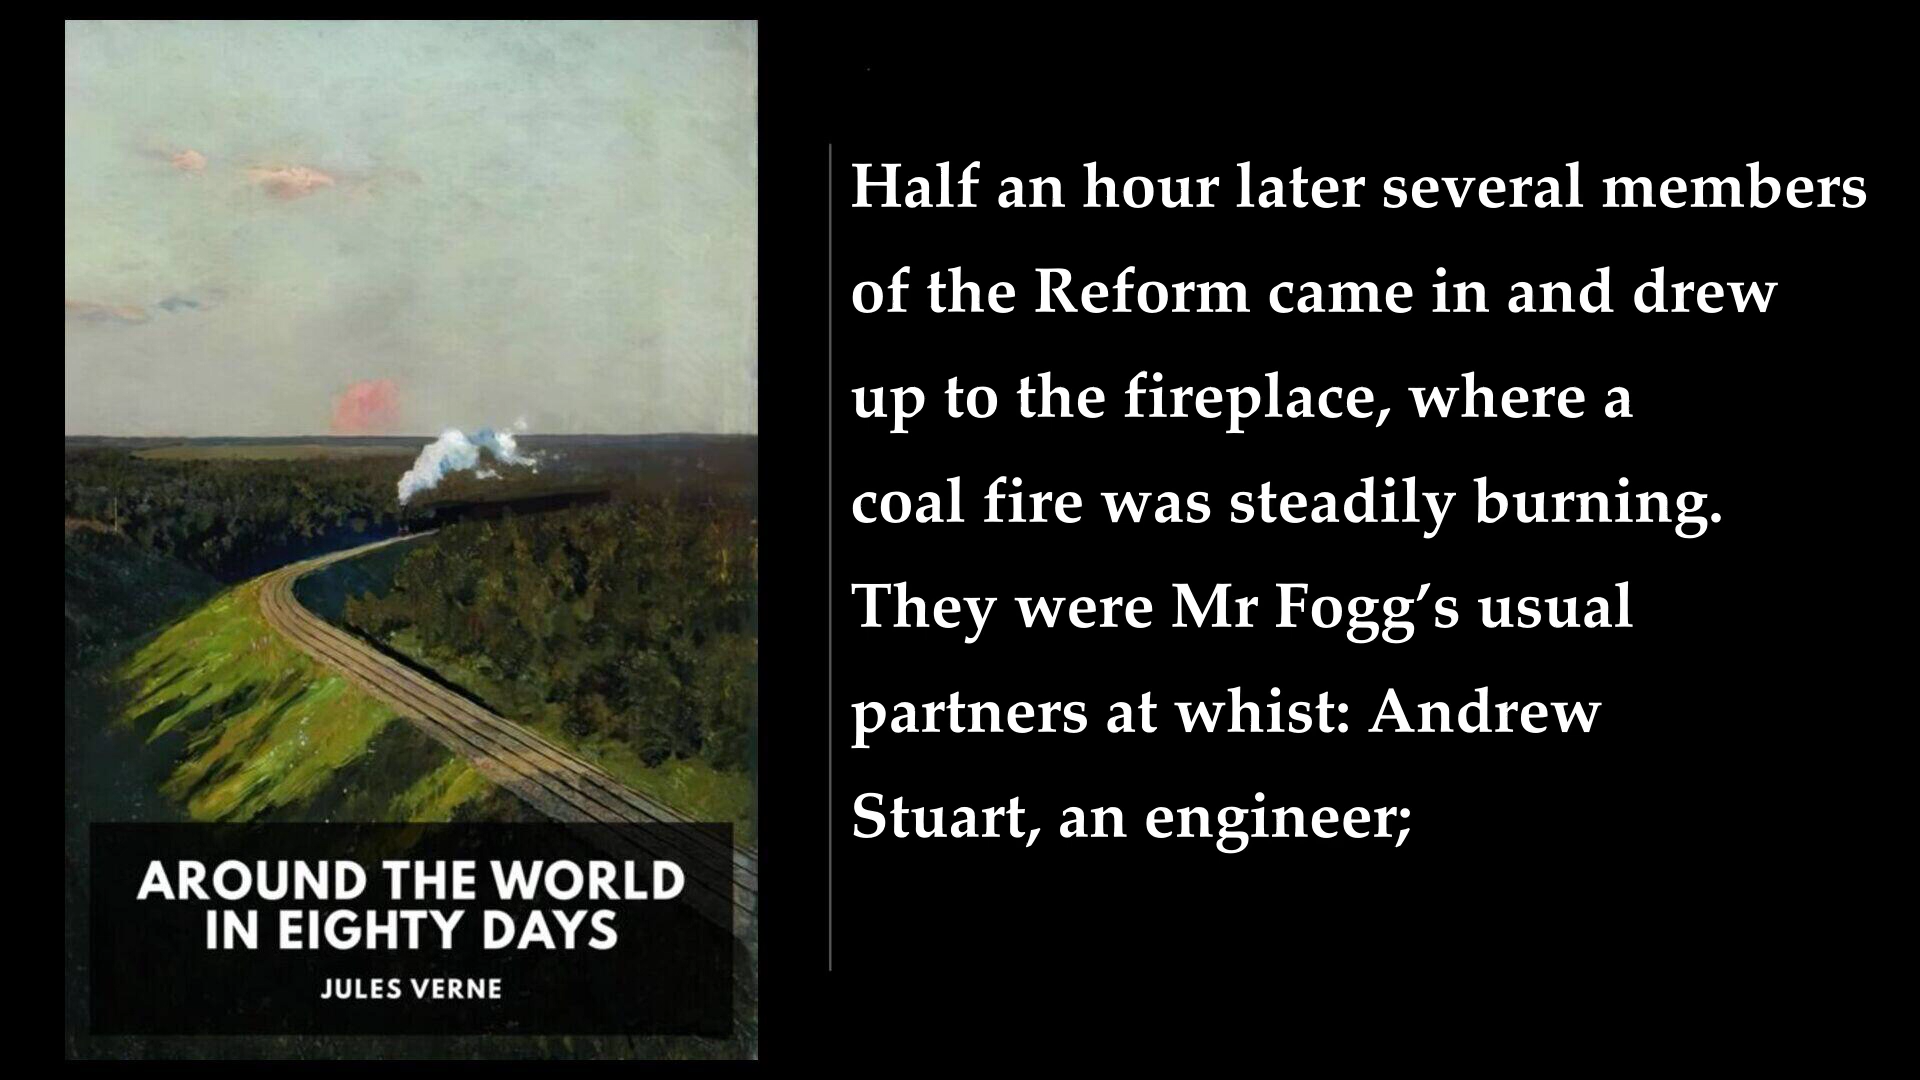 AROUND THE WORLD
IN EIGHTY DAYS
JULES VERNE
Half an hour later several members
of the Reform came in and drew
up to the fireplace, where a
coal fire was steadily burning.
They were Mr Fogg’s usual
partners at whist: Andrew
Stuart, an engineer;